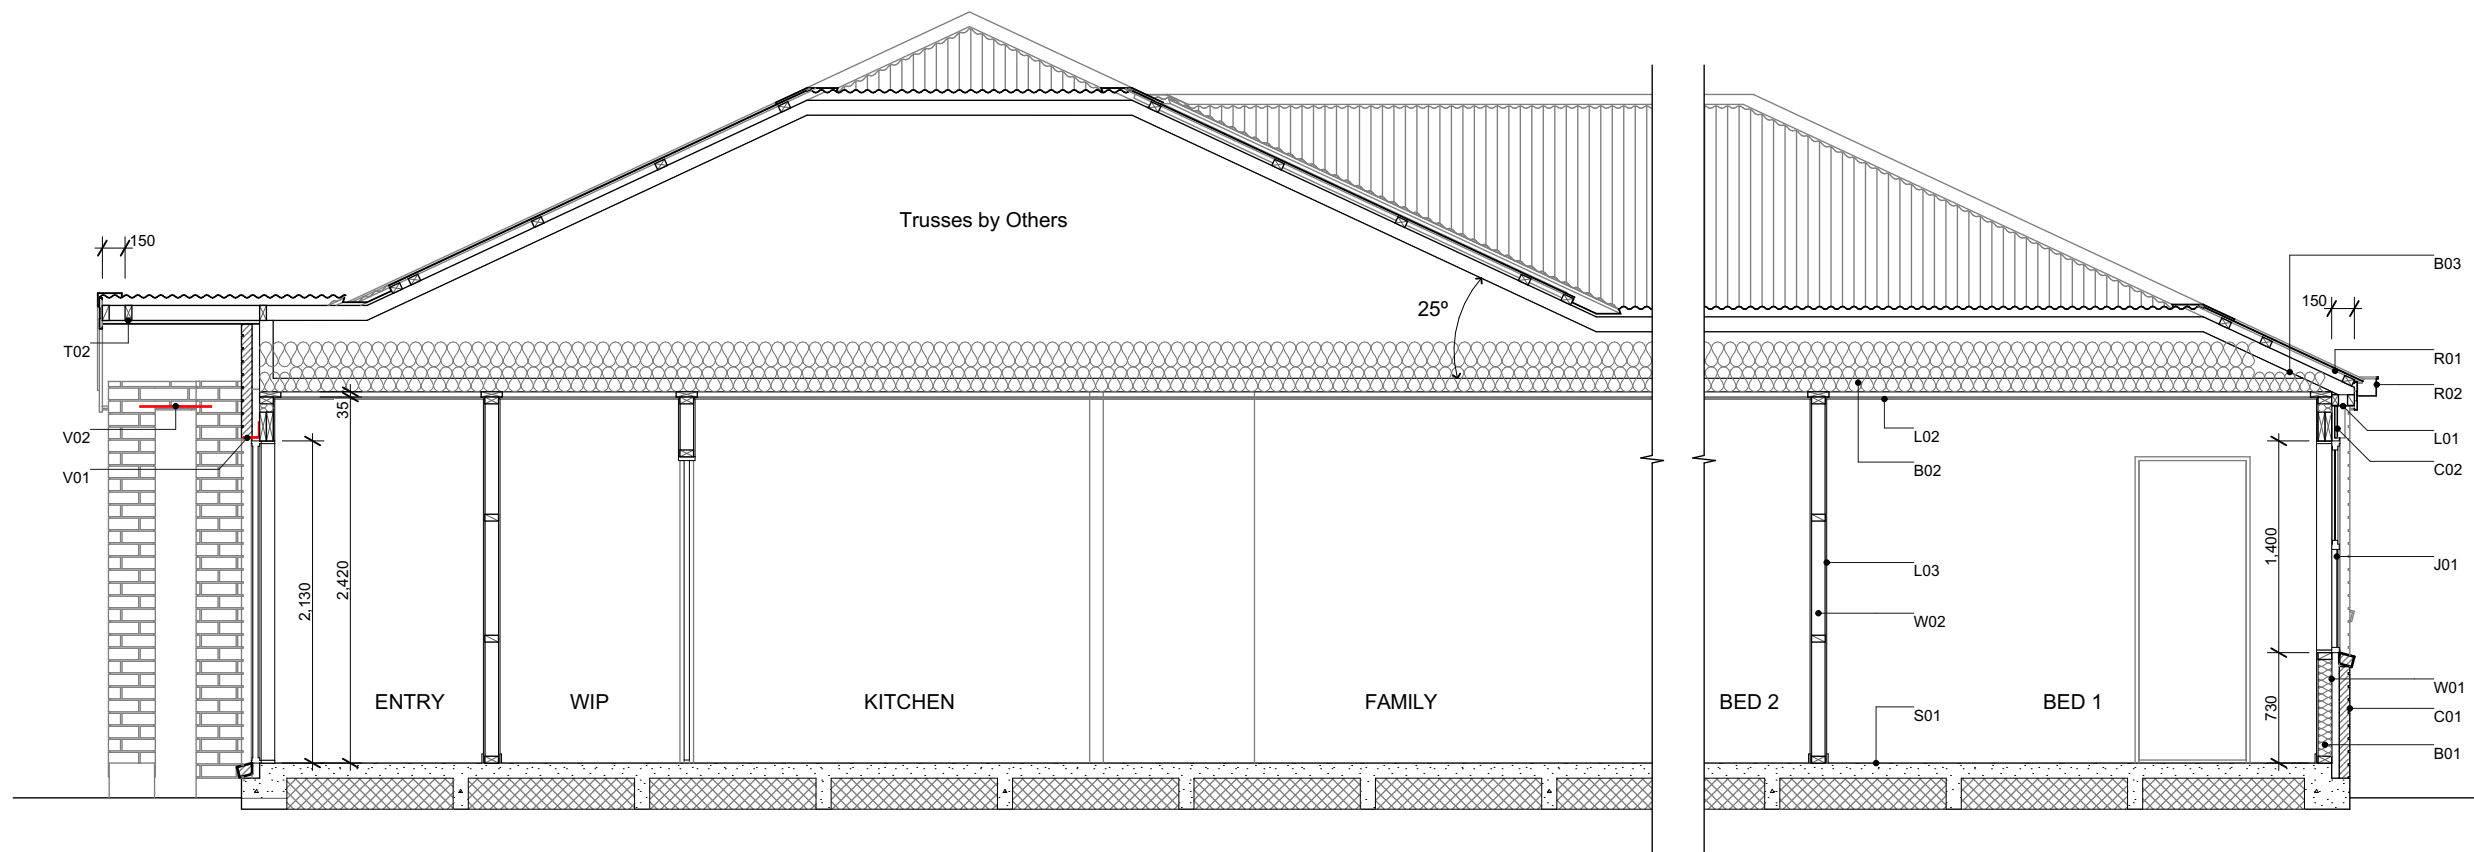 Trusses by Others
150
25º
B03
150
R01
T02
R02
35
V02
L02
L01
B02
C02
V01
2,130
2,420
1,400
J01
L03
W02
ENTRY
WIP
KITCHEN
FAMILY
BED 2
BED 1
W01
730
S01
C01
B01